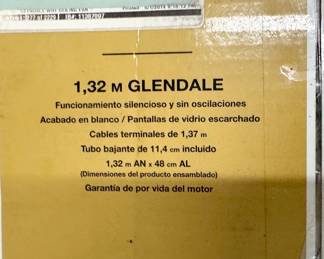 1,32 M GLENDALE
Funcionamiento silencioso y sin oscilaciones
Acabado en blanco / Pantallas de vidrio escarchado
Cables terminales de 1,37 m
Tubo bajante de 11,4 cm incluido
1,32 m AN x 48 cm AL
(Dimensiones del producto ensamblado)
Garantía de por vida del motor